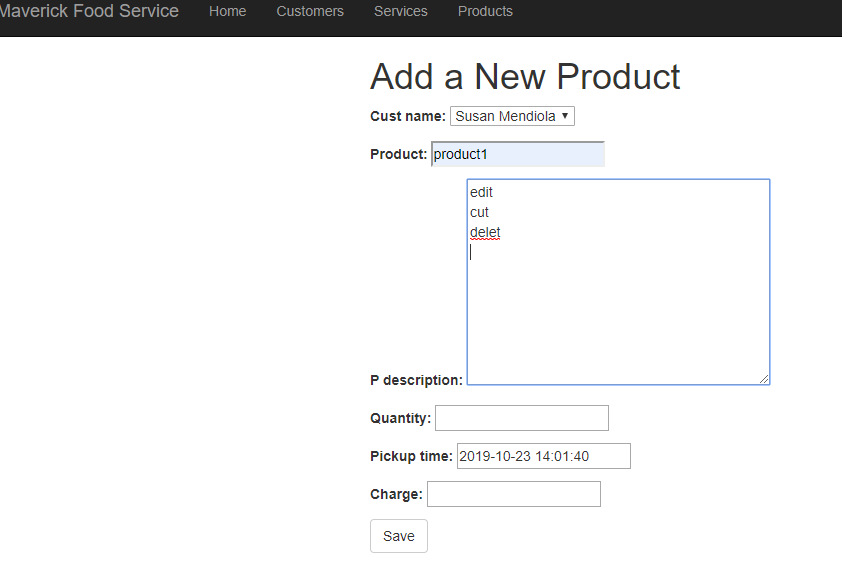 Maverick Food Service Home Customers Services Products
Add a New Product
Cust name: Susan Mendiola
Product: product1
edit
cut
delet
P description:
Quantity:
Pickup time: 2019-10-23 14:01:40
Charge:
Save